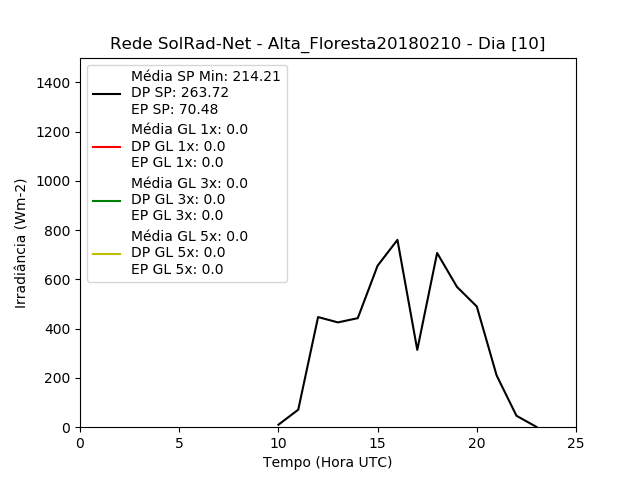 Rede SolRad-Net - Alta_Floresta20180210 - Dia [10]
Média SP Min: 214.21
DP SP: 263.72
EP SP: 70.48
Média GL 1x: 0.0
DP GL 1x: 0.0
EP GL 1x: 0.0
Média GL 3x: 0.0
DP GL 3x: 0.0
EP GL 3x: 0.0
Média GL 5x: 0.0
DP GL 5x: 0.0
EP GL 5x: 0.0
Irradiância (Wm-2)
1400
1200
1000
800
600
400
200
0
0 5 10 15 20 25
Tempo (Hora UTC)